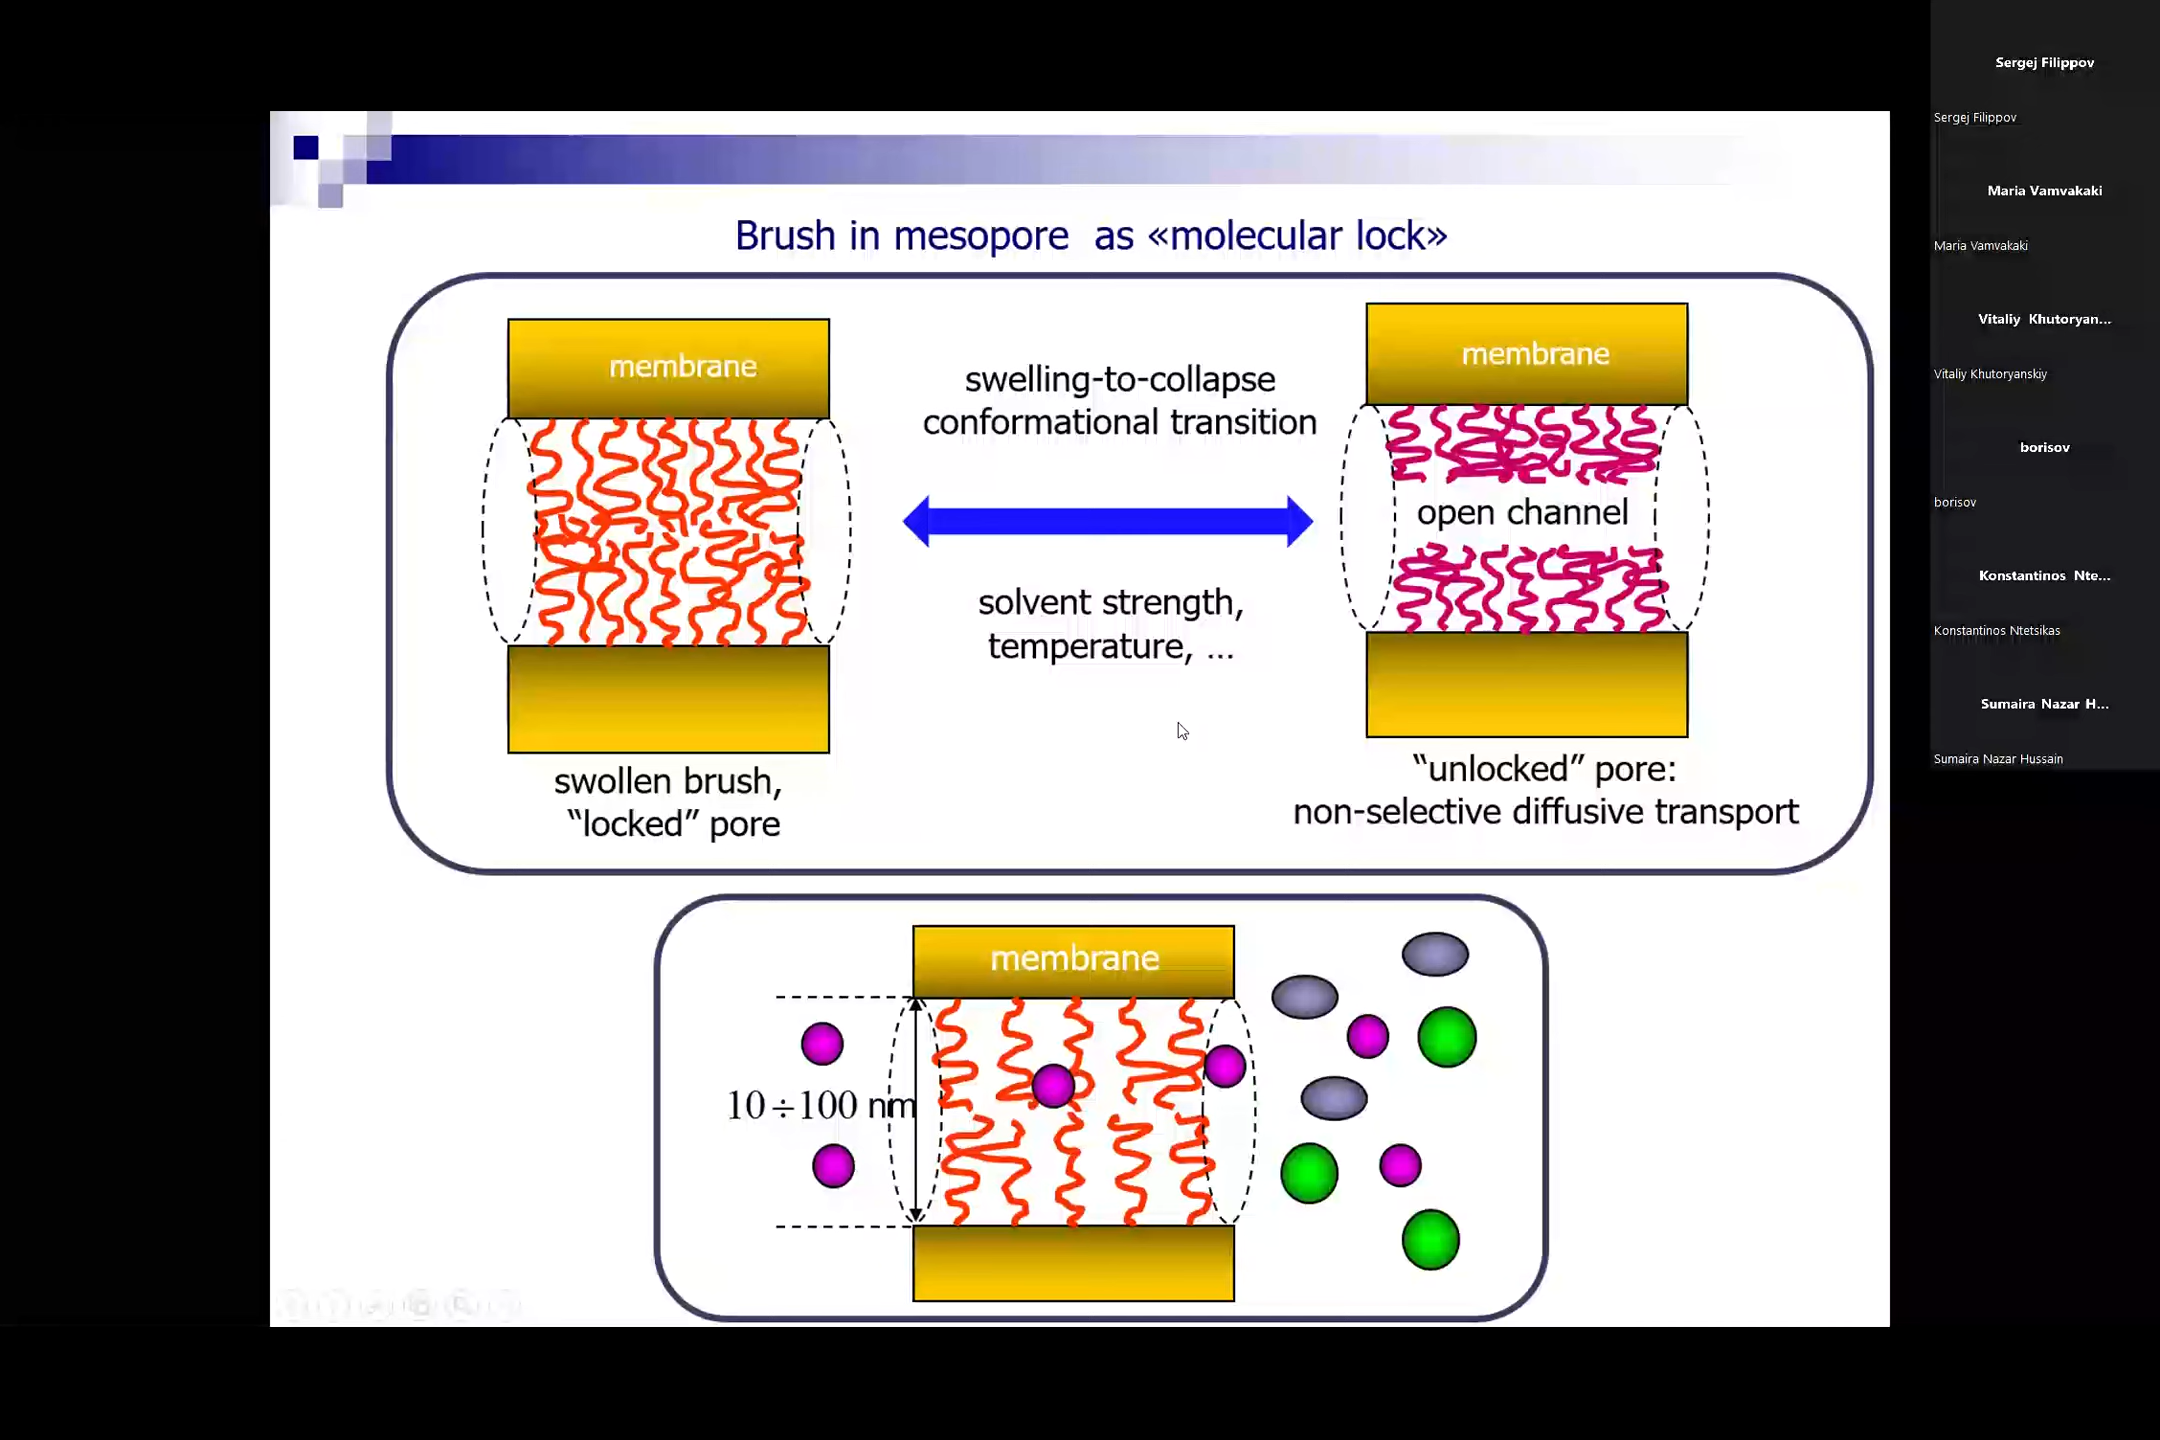 Brush in mesopore as «molecular lock»
membrane
swelling-to-collapse
conformational transition
membrane
open channel
solvent strength,
temperature, ...
swollen brush,
“locked” pore
“unlocked” pore:
non-selective diffusive transport
membrane
10÷100 nm
Sergej Filippov
Sergej Filippov
Maria Vamvakaki
Maria Vamvakaki
Vitaliy Khutoryan...
Vitaliy Khutoryanskiy
borisov
borisov
Konstantinos Nte...
Konstantinos Ntetsikas
Sumaira Nazar H...
Sumaira Nazar Hussain